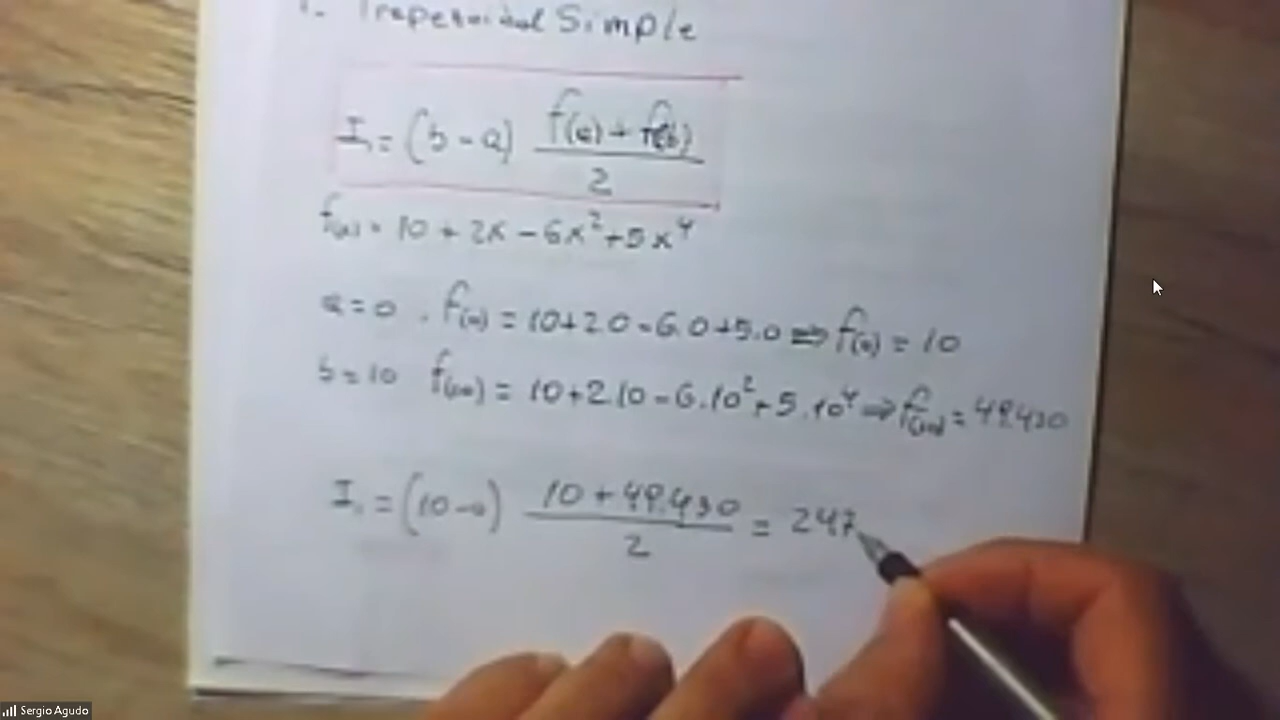 1. Trapezoidal Simple
I₁ = (b - a) f(a) + f(b) / 2
f(x) = 10 + 2x - 6x² + 5x⁴
a = 0 . f(0) = 10 + 2.0 - 6.0 + 5.0 ⇒ f(0) = 10
b = 10 f(10) = 10 + 2.10 - 6.10² + 5.10⁴ ⇒ f(10) = 49.430
I₁ = (10 - 0) 10 + 49.430 / 2 = 247
Sergio Agudo